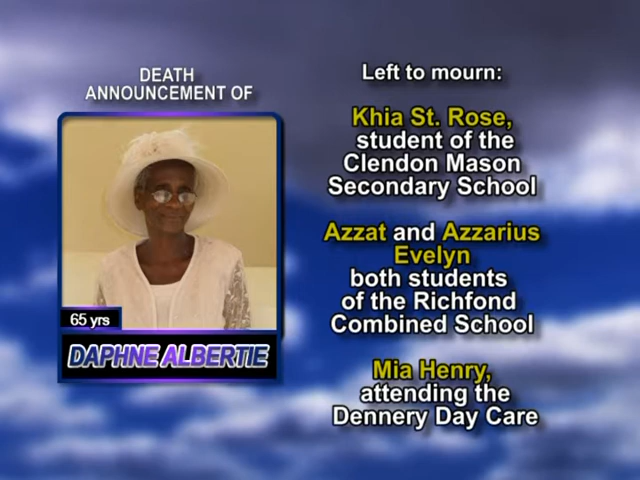 DEATH
ANNOUNCEMENT OF
65 yrs
DAPHNE ALBERTIE
Left to mourn:
Khia St. Rose,
student of the
Clendon Mason
Secondary School
Azzat and Azzarius
Evelyn
both students
of the Richfond
Combined School
Mia Henry,
attending the
Dennery Day Care